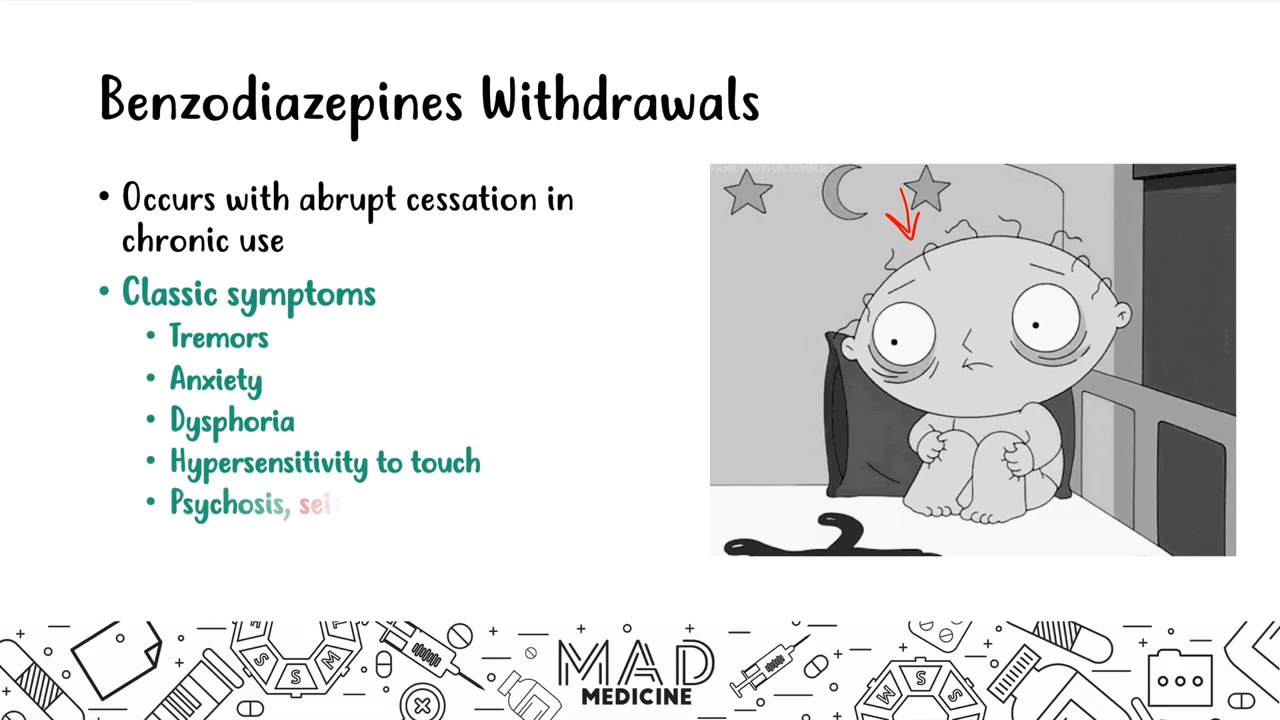 Benzodiazepines Withdrawals
• Occurs with abrupt cessation in
chronic use
• Classic symptoms
• Tremors
• Anxiety
• Dysphoria
• Hypersensitivity to touch
• Psychosis, sei
MAD
MEDICINE